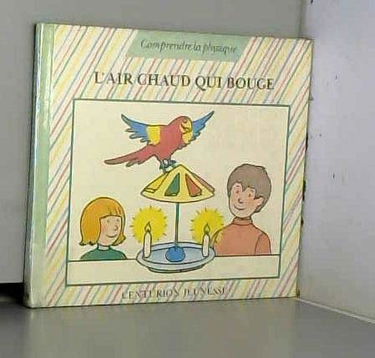 Comprendre la physique
L'AIR CHAUD QUI BOUGE
CENTURION JEUNESSE